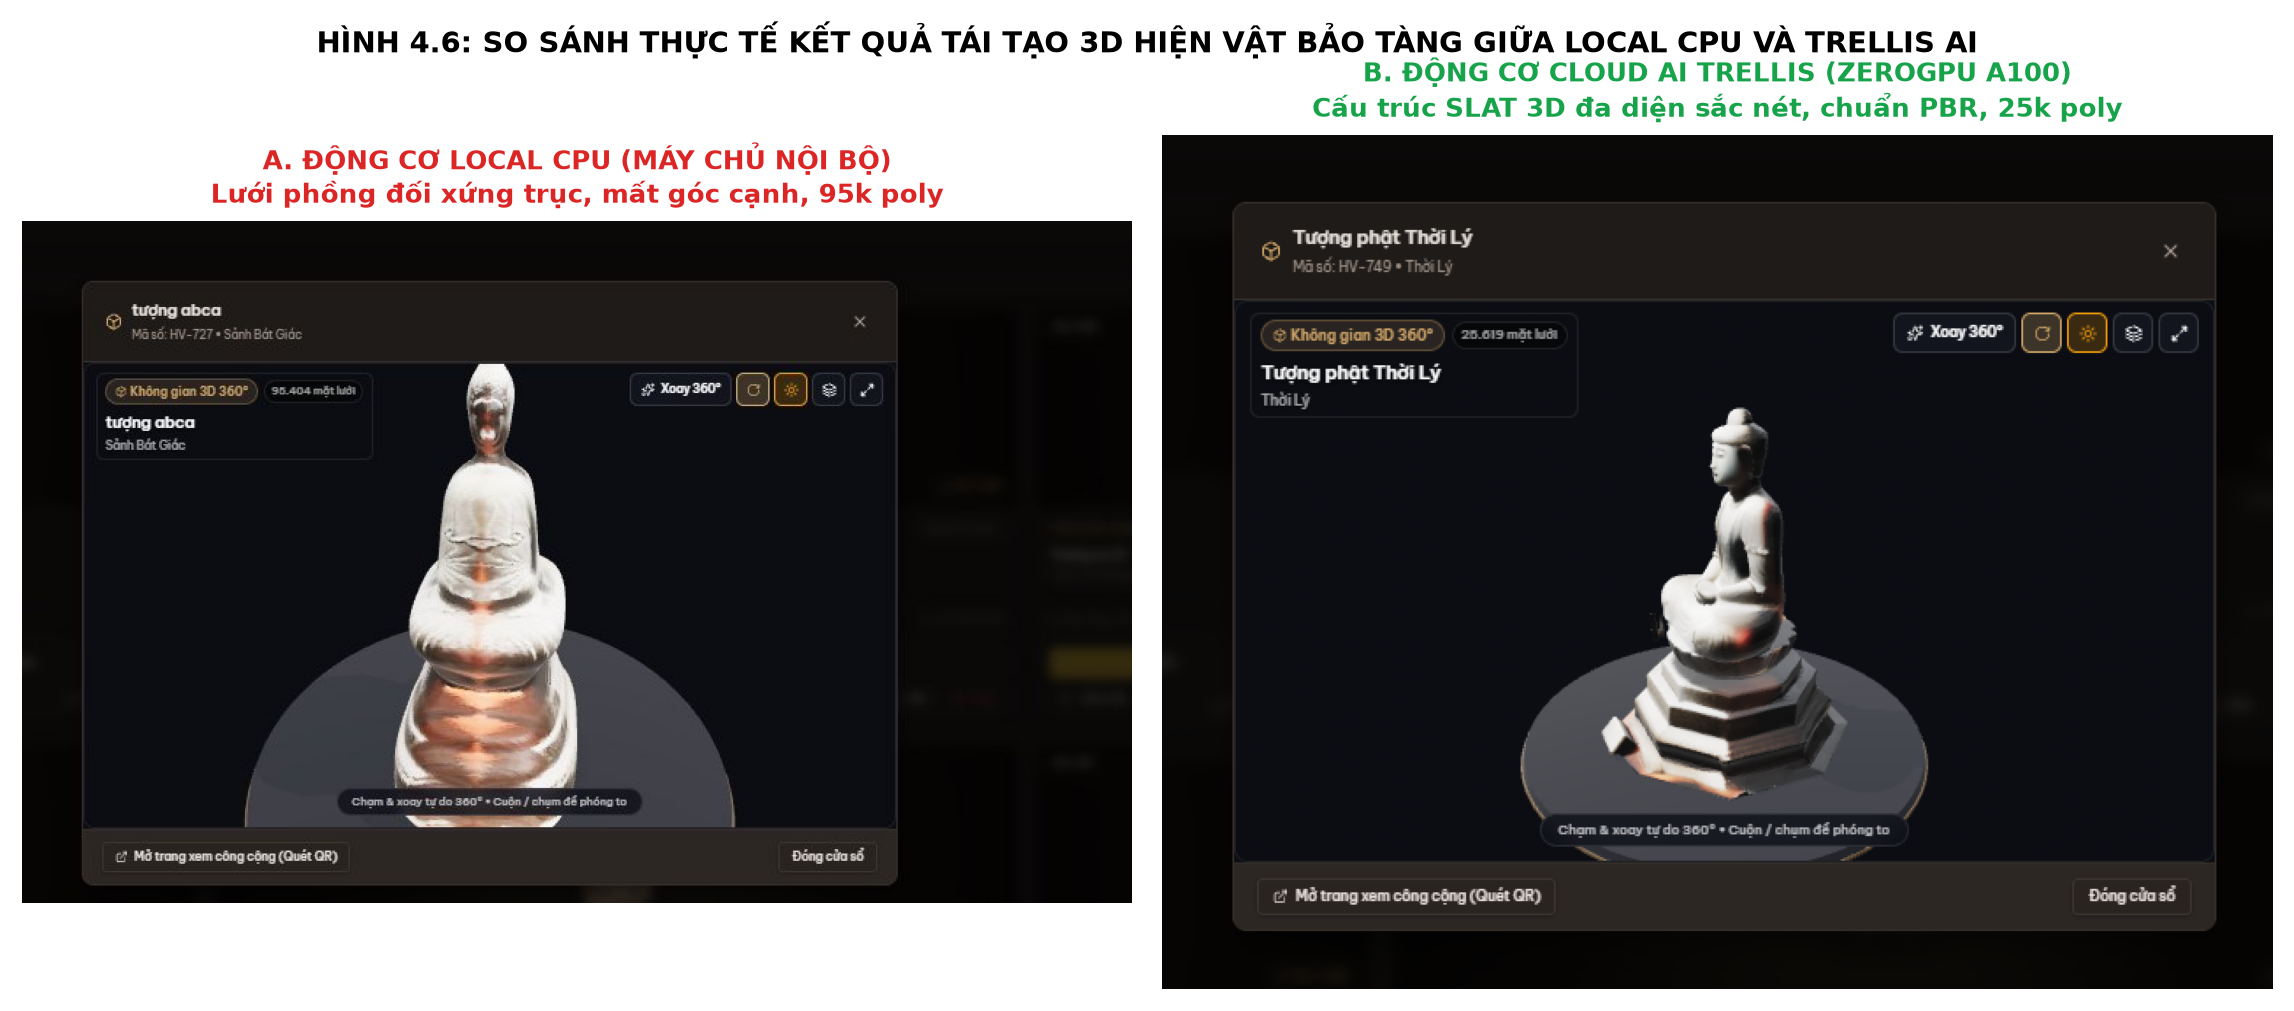 HÌNH 4.6: SO SÁNH THỰC TẾ KẾT QUẢ TÁI TẠO 3D HIỆN VẬT BẢO TÀNG GIỮA LOCAL CPU VÀ TRELLIS AI
A. ĐỘNG CƠ LOCAL CPU (MÁY CHỦ NỘI BỘ)
Lưới phồng đối xứng trục, mất góc cạnh, 95k poly
tượng abca
Mã số: HV-727 • Sảnh Bát Giác
Không gian 3D 360°
95.404 mặt lưới
Xoay 360°
tượng abca
Sảnh Bát Giác
Chạm & xoay tự do 360° • Cuộn / chụm để phóng to
Mở trang xem công cộng (Quét QR)
Đóng cửa sổ
B. ĐỘNG CƠ CLOUD AI TRELLIS (ZEROGPU A100)
Cấu trúc SLAT 3D đa diện sắc nét, chuẩn PBR, 25k poly
Tượng phật Thời Lý
Mã số: HV-749 • Thời Lý
Không gian 3D 360°
25.619 mặt lưới
Xoay 360°
Tượng phật Thời Lý
Thời Lý
Chạm & xoay tự do 360° • Cuộn / chụm để phóng to
Mở trang xem công cộng (Quét QR)
Đóng cửa sổ